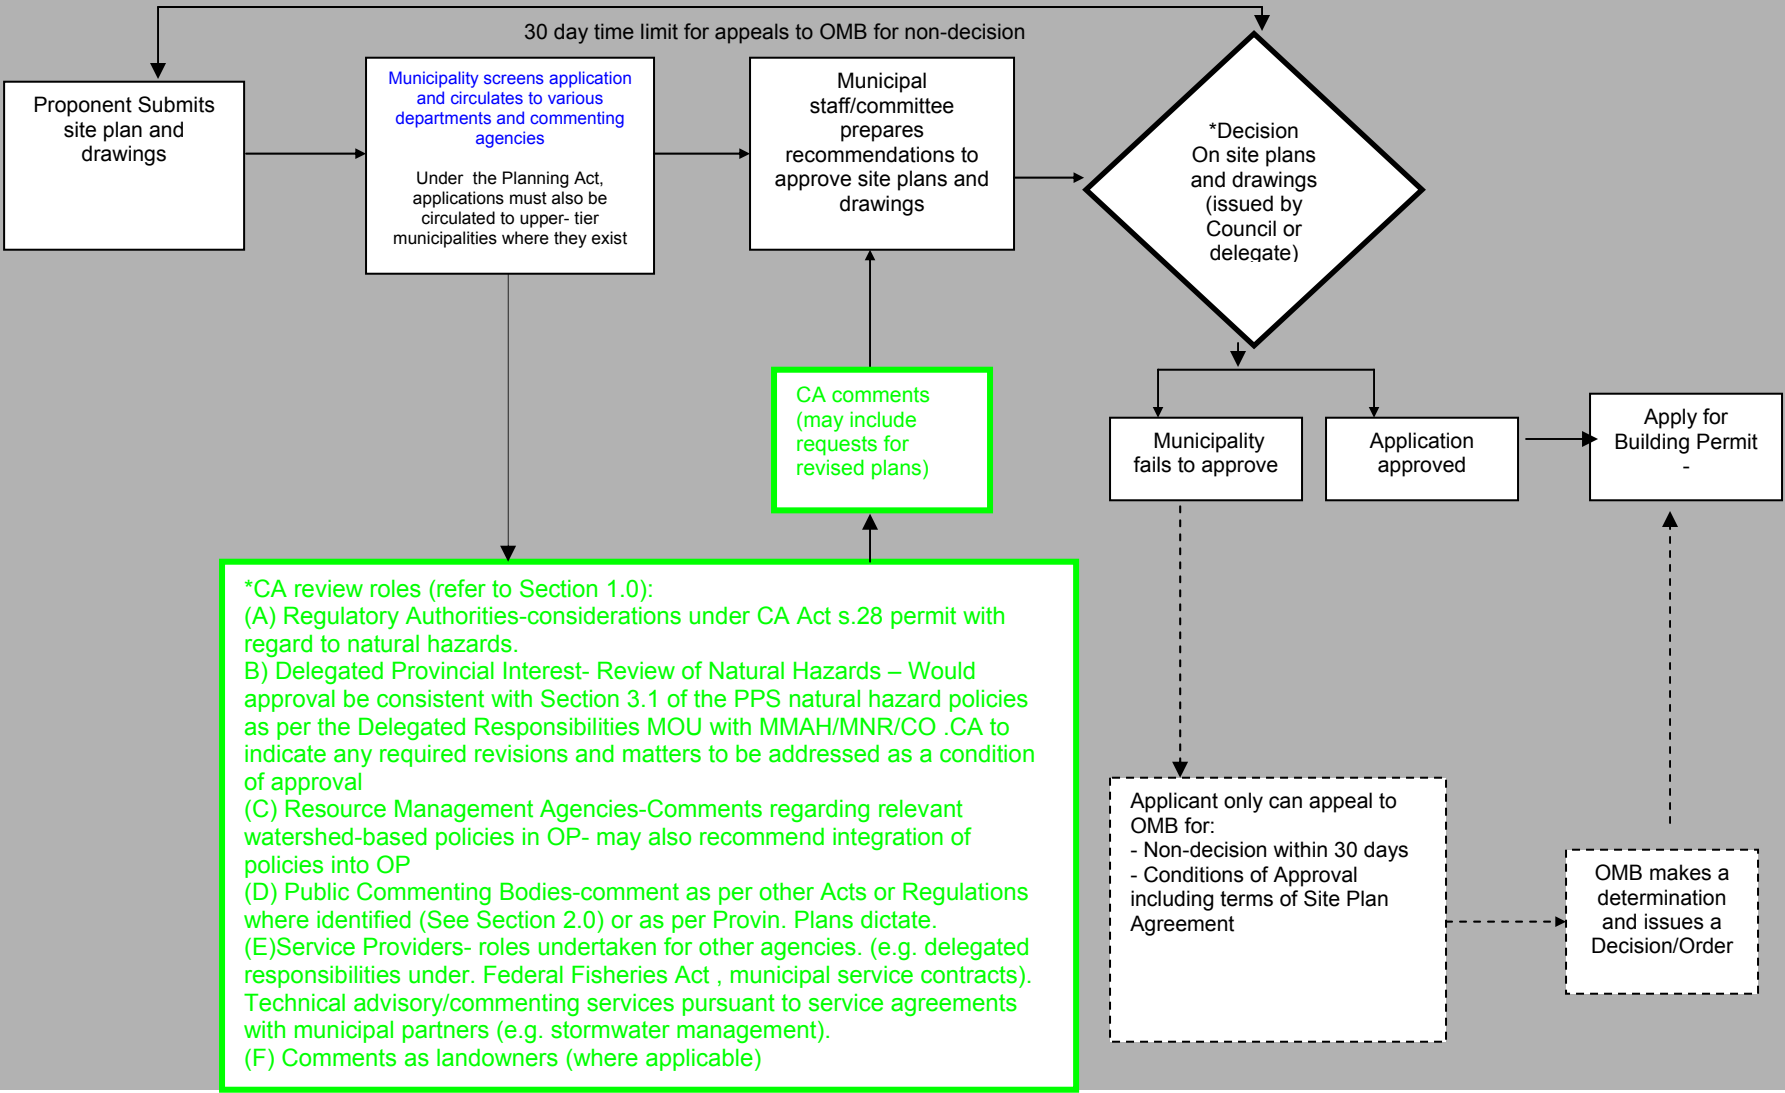 30 day time limit for appeals to OMB for non-decision
Proponent Submits
site plan and
drawings
Municipality screens application
and circulates to various
departments and commenting
agencies
Under the Planning Act,
applications must also be
circulated to upper- tier
municipalities where they exist
Municipal
staff/committee
prepares
recommendations to
approve site plans and
drawings
*Decision
On site plans
and drawings
(issued by
Council or
delegate)
CA comments
(may include
requests for
revised plans)
Municipality
fails to approve
Application
approved
Apply for
Building Permit
-
*CA review roles (refer to Section 1.0):
(A) Regulatory Authorities-considerations under CA Act s.28 permit with
regard to natural hazards.
B) Delegated Provincial Interest- Review of Natural Hazards – Would
approval be consistent with Section 3.1 of the PPS natural hazard policies
as per the Delegated Responsibilities MOU with MMAH/MNR/CO .CA to
indicate any required revisions and matters to be addressed as a condition
of approval
(C) Resource Management Agencies-Comments regarding relevant
watershed-based policies in OP- may also recommend integration of
policies into OP
(D) Public Commenting Bodies-comment as per other Acts or Regulations
where identified (See Section 2.0) or as per Provin. Plans dictate.
(E)Service Providers- roles undertaken for other agencies. (e.g. delegated
responsibilities under. Federal Fisheries Act , municipal service contracts).
Technical advisory/commenting services pursuant to service agreements
with municipal partners (e.g. stormwater management).
(F) Comments as landowners (where applicable)
Applicant only can appeal to
OMB for:
- Non-decision within 30 days
- Conditions of Approval
including terms of Site Plan
Agreement
OMB makes a
determination
and issues a
Decision/Order